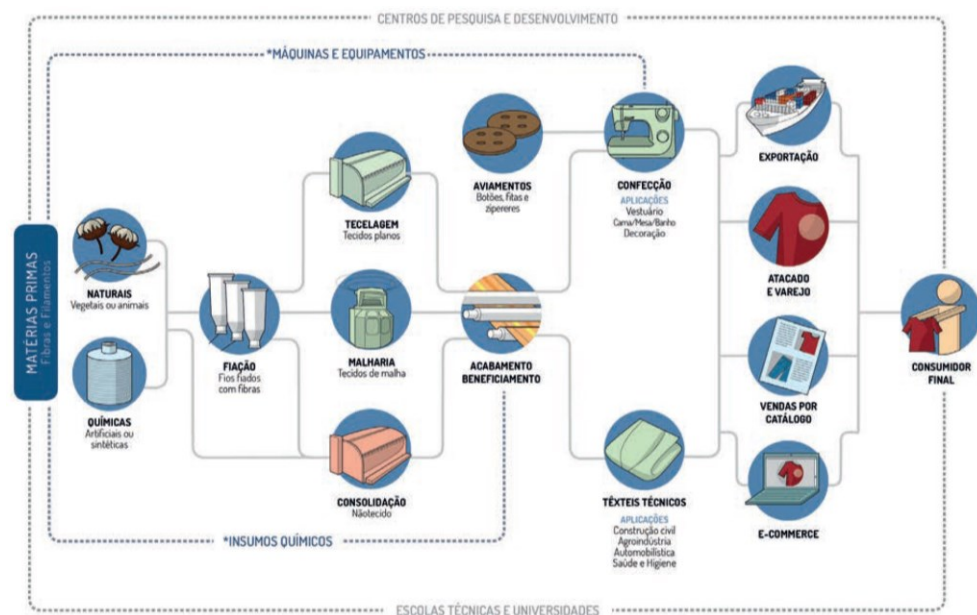 CENTROS DE PESQUISA E DESENVOLVIMENTO
*MÁQUINAS E EQUIPAMENTOS
MATÉRIAS PRIMAS
Fibras e Filamentos
NATURAIS
Vegetais ou animais
QUÍMICAS
Artificiais ou
sintéticas
FIAÇÃO
Fios fiados
com fibras
TECELAGEM
Tecidos planos
MALHARIA
Tecidos de malha
CONSOLIDAÇÃO
Nãotecido
AVIAMENTOS
Botões, fitas e
zípereres
ACABAMENTO
BENEFICIAMENTO
CONFECÇÃO
APLICAÇÕES
Vestuário
Cama/Mesa/Banho
Decoração
TÊXTEIS TÉCNICOS
APLICAÇÕES
Construção civil
Agroindústria
Automobilística
Saúde e Higiene
EXPORTAÇÃO
ATACADO
E VAREJO
VENDAS POR
CATÁLOGO
E-COMMERCE
CONSUMIDOR
FINAL
*INSUMOS QUÍMICOS
ESCOLAS TÉCNICAS E UNIVERSIDADES